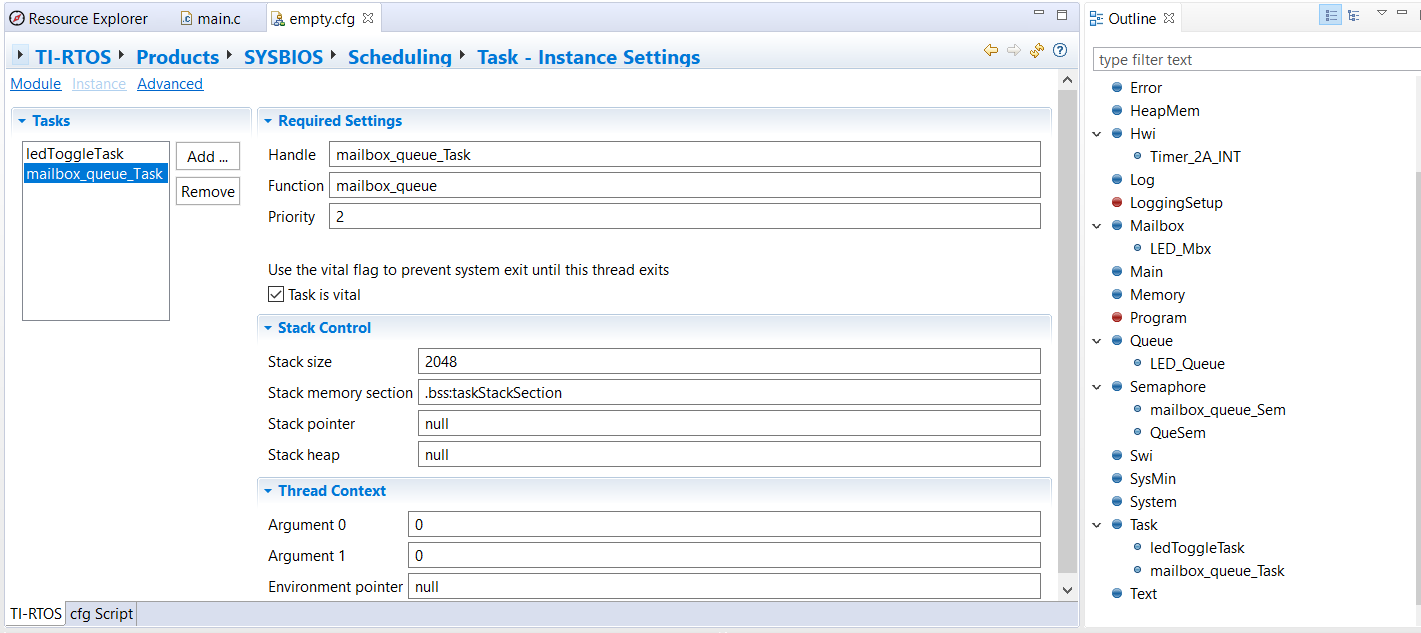 Resource Explorer
main.c
empty.cfg
TI-RTOS Products SYSBIOS Scheduling Task - Instance Settings
Module Instance Advanced
Tasks
ledToggleTask
mailbox_queue_Task
Add ...
Remove
Required Settings
Handle mailbox_queue_Task
Function mailbox_queue
Priority 2
Use the vital flag to prevent system exit until this thread exits
Task is vital
Stack Control
Stack size 2048
Stack memory section .bss:taskStackSection
Stack pointer null
Stack heap null
Thread Context
Argument 0 0
Argument 1 0
Environment pointer null
TI-RTOS cfg Script
Outline
type filter text
Error
HeapMem
Hwi
Timer_2A_INT
Log
LoggingSetup
Mailbox
LED_Mbx
Main
Memory
Program
Queue
LED_Queue
Semaphore
mailbox_queue_Sem
QueSem
Swi
SysMin
System
Task
ledToggleTask
mailbox_queue_Task
Text